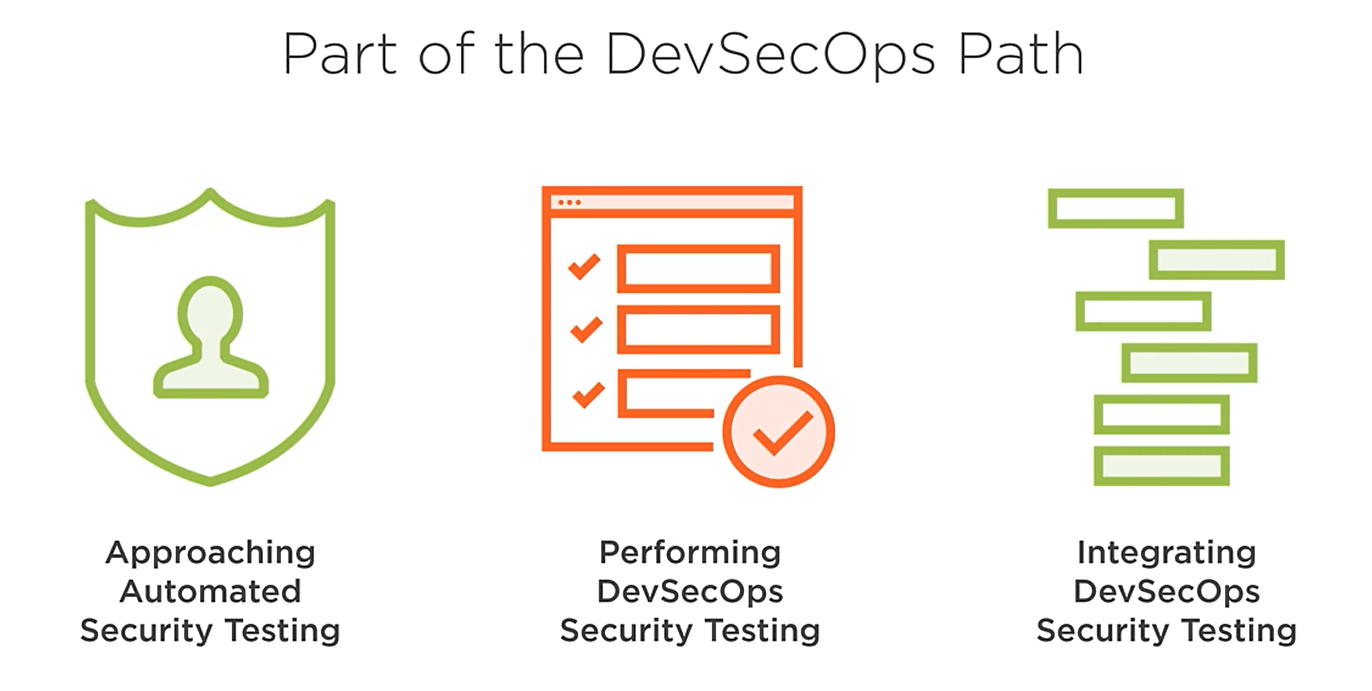 Part of the DevSecOps Path
Approaching
Automated
Security Testing
Performing
DevSecOps
Security Testing
Integrating
DevSecOps
Security Testing